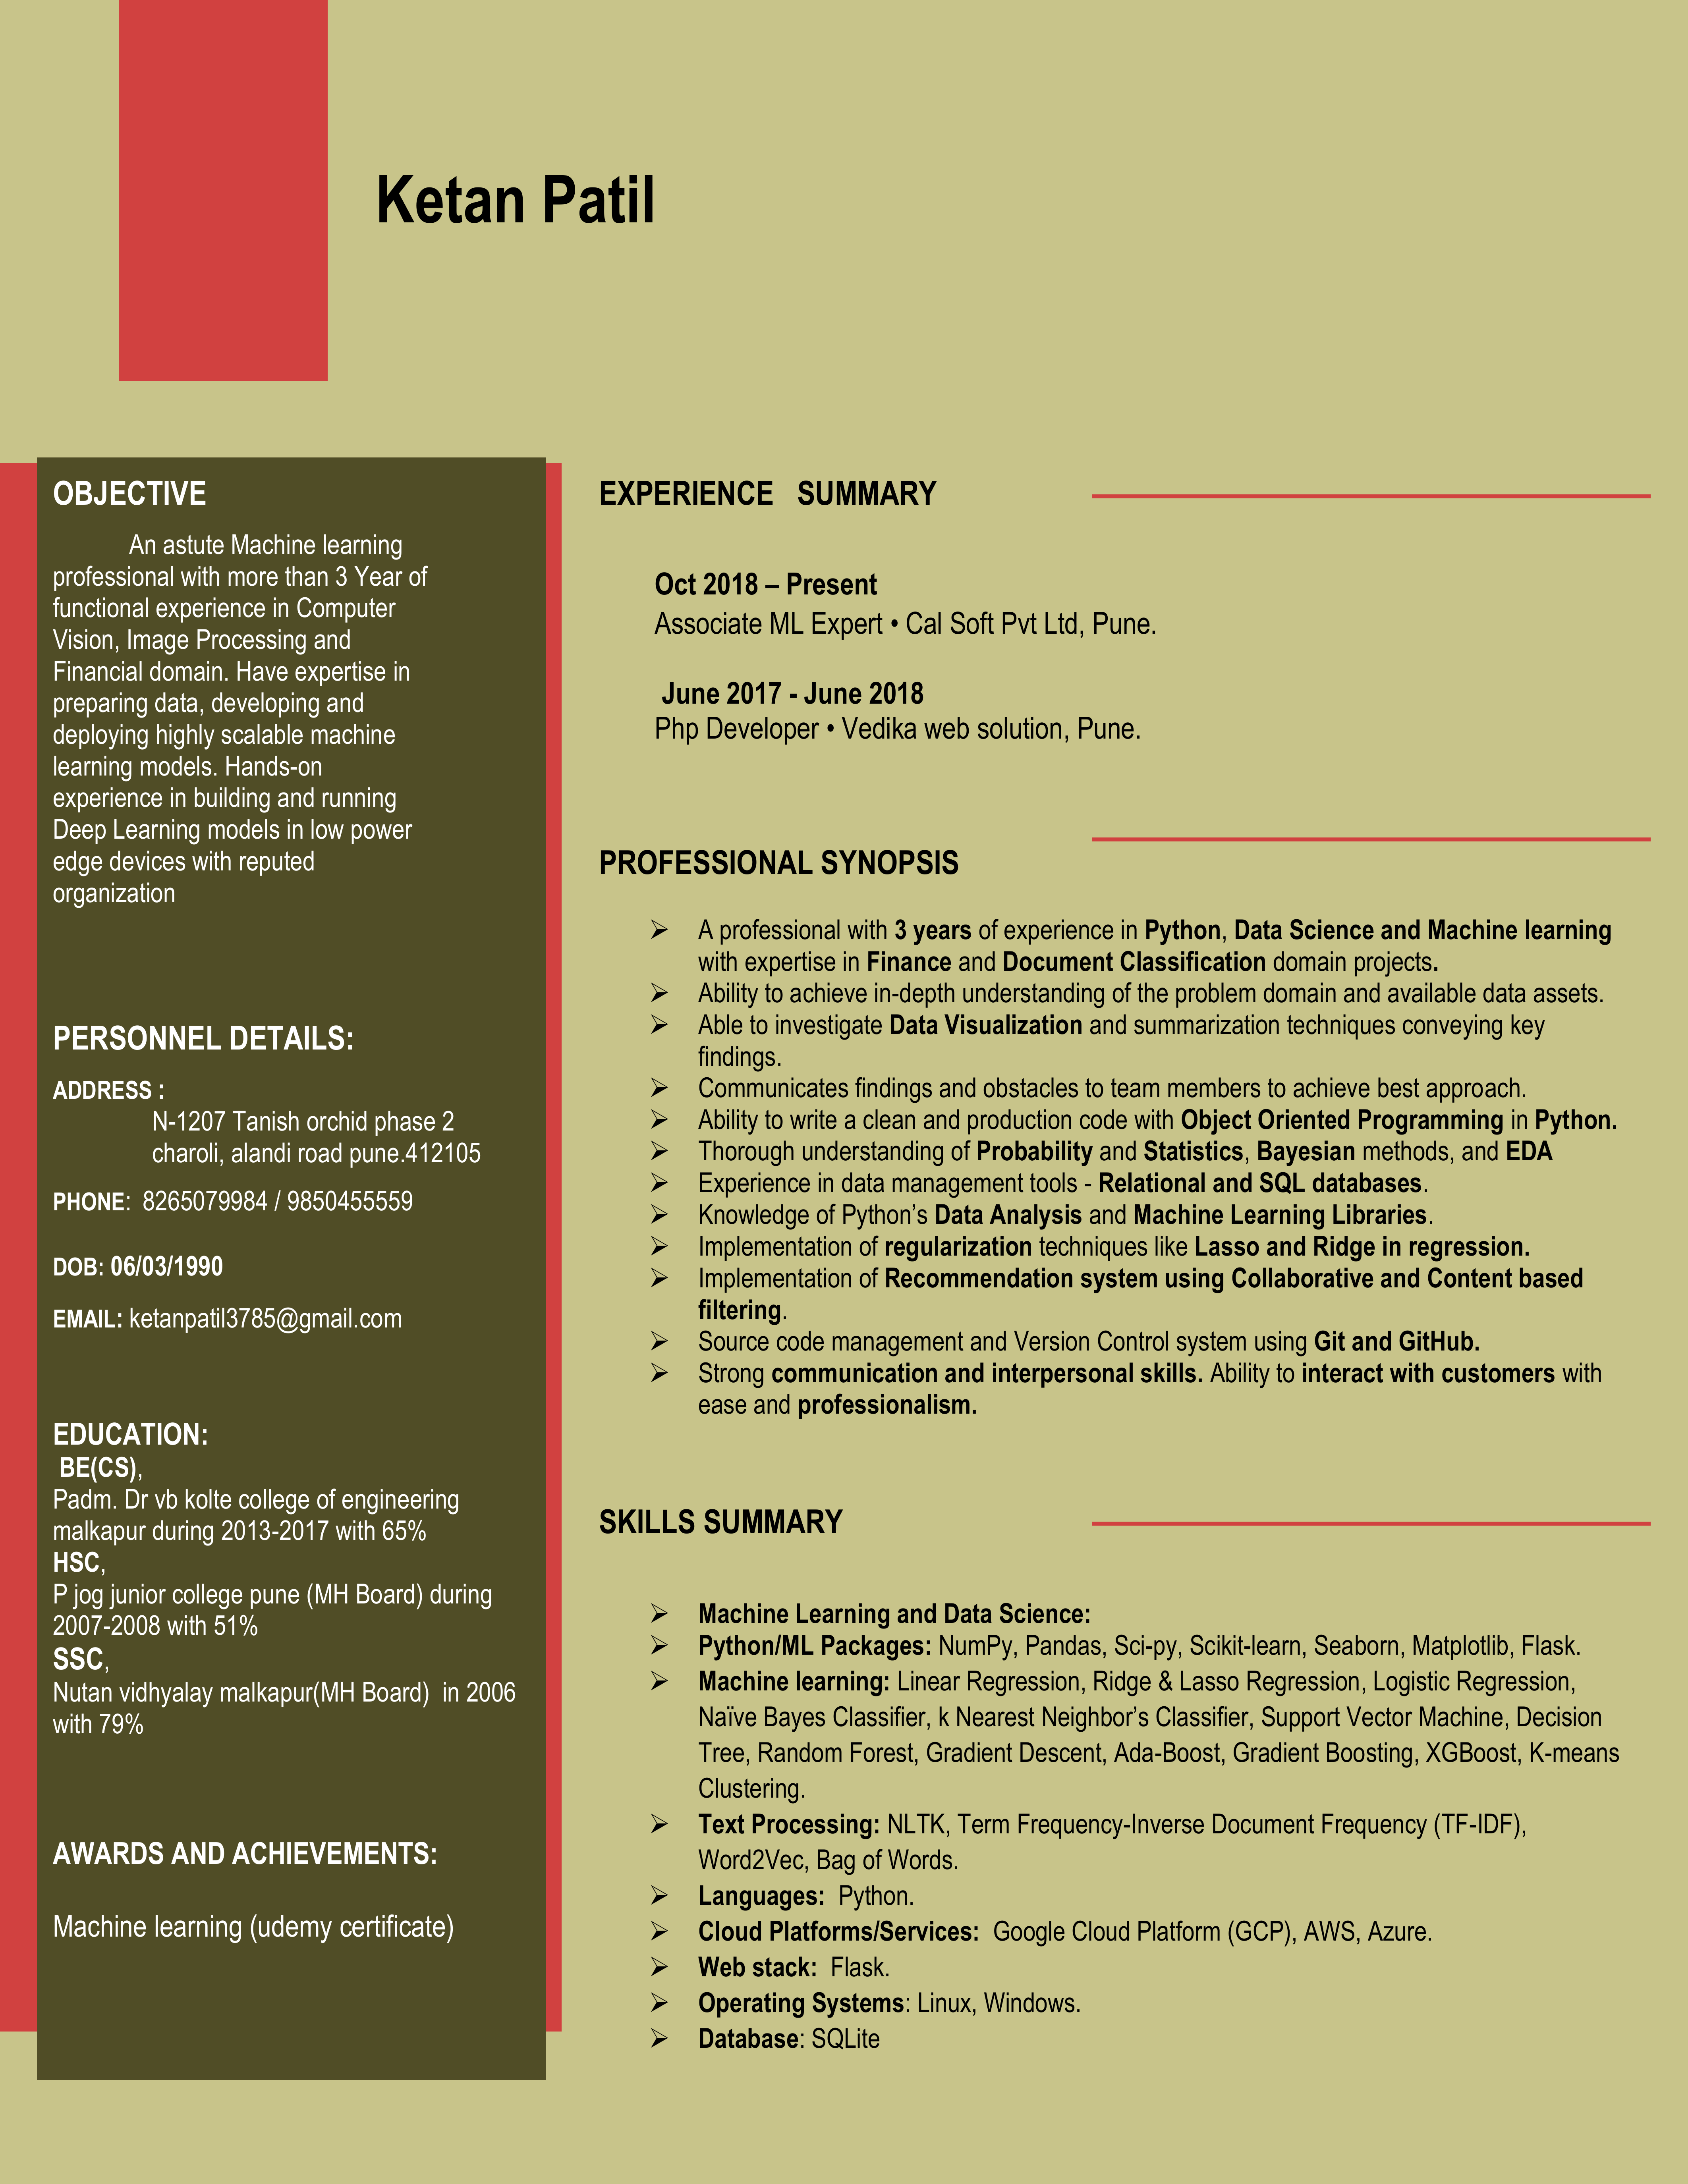 Ketan Patil
OBJECTIVE
An astute Machine learning
professional with more than 3 Year of
functional experience in Computer
Vision, Image Processing and
Financial domain. Have expertise in
preparing data, developing and
deploying highly scalable machine
learning models. Hands-on
experience in building and running
Deep Learning models in low power
edge devices with reputed
organization
PERSONNEL DETAILS:
ADDRESS :
N-1207 Tanish orchid phase 2
charoli, alandi road pune.412105
PHONE: 8265079984 / 9850455559
DOB: 06/03/1990
EMAIL: ketanpatil3785@gmail.com
EDUCATION:
BE(CS),
Padm. Dr vb kolte college of engineering
malkapur during 2013-2017 with 65%
HSC,
P jog junior college pune (MH Board) during
2007-2008 with 51%
SSC,
Nutan vidhyalay malkapur(MH Board) in 2006
with 79%
AWARDS AND ACHIEVEMENTS:
Machine learning (udemy certificate)
EXPERIENCE SUMMARY
Oct 2018 – Present
Associate ML Expert • Cal Soft Pvt Ltd, Pune.
June 2017 - June 2018
Php Developer • Vedika web solution, Pune.
PROFESSIONAL SYNOPSIS
➢ A professional with 3 years of experience in Python, Data Science and Machine learning
with expertise in Finance and Document Classification domain projects.
➢ Ability to achieve in-depth understanding of the problem domain and available data assets.
➢ Able to investigate Data Visualization and summarization techniques conveying key
findings.
➢ Communicates findings and obstacles to team members to achieve best approach.
➢ Ability to write a clean and production code with Object Oriented Programming in Python.
➢ Thorough understanding of Probability and Statistics, Bayesian methods, and EDA
➢ Experience in data management tools - Relational and SQL databases.
➢ Knowledge of Python’s Data Analysis and Machine Learning Libraries.
➢ Implementation of regularization techniques like Lasso and Ridge in regression.
➢ Implementation of Recommendation system using Collaborative and Content based
filtering.
➢ Source code management and Version Control system using Git and GitHub.
➢ Strong communication and interpersonal skills. Ability to interact with customers with
ease and professionalism.
SKILLS SUMMARY
➢ Machine Learning and Data Science:
➢ Python/ML Packages: NumPy, Pandas, Sci-py, Scikit-learn, Seaborn, Matplotlib, Flask.
➢ Machine learning: Linear Regression, Ridge & Lasso Regression, Logistic Regression,
Naïve Bayes Classifier, k Nearest Neighbor’s Classifier, Support Vector Machine, Decision
Tree, Random Forest, Gradient Descent, Ada-Boost, Gradient Boosting, XGBoost, K-means
Clustering.
➢ Text Processing: NLTK, Term Frequency-Inverse Document Frequency (TF-IDF),
Word2Vec, Bag of Words.
➢ Languages: Python.
➢ Cloud Platforms/Services: Google Cloud Platform (GCP), AWS, Azure.
➢ Web stack: Flask.
➢ Operating Systems: Linux, Windows.
➢ Database: SQLite